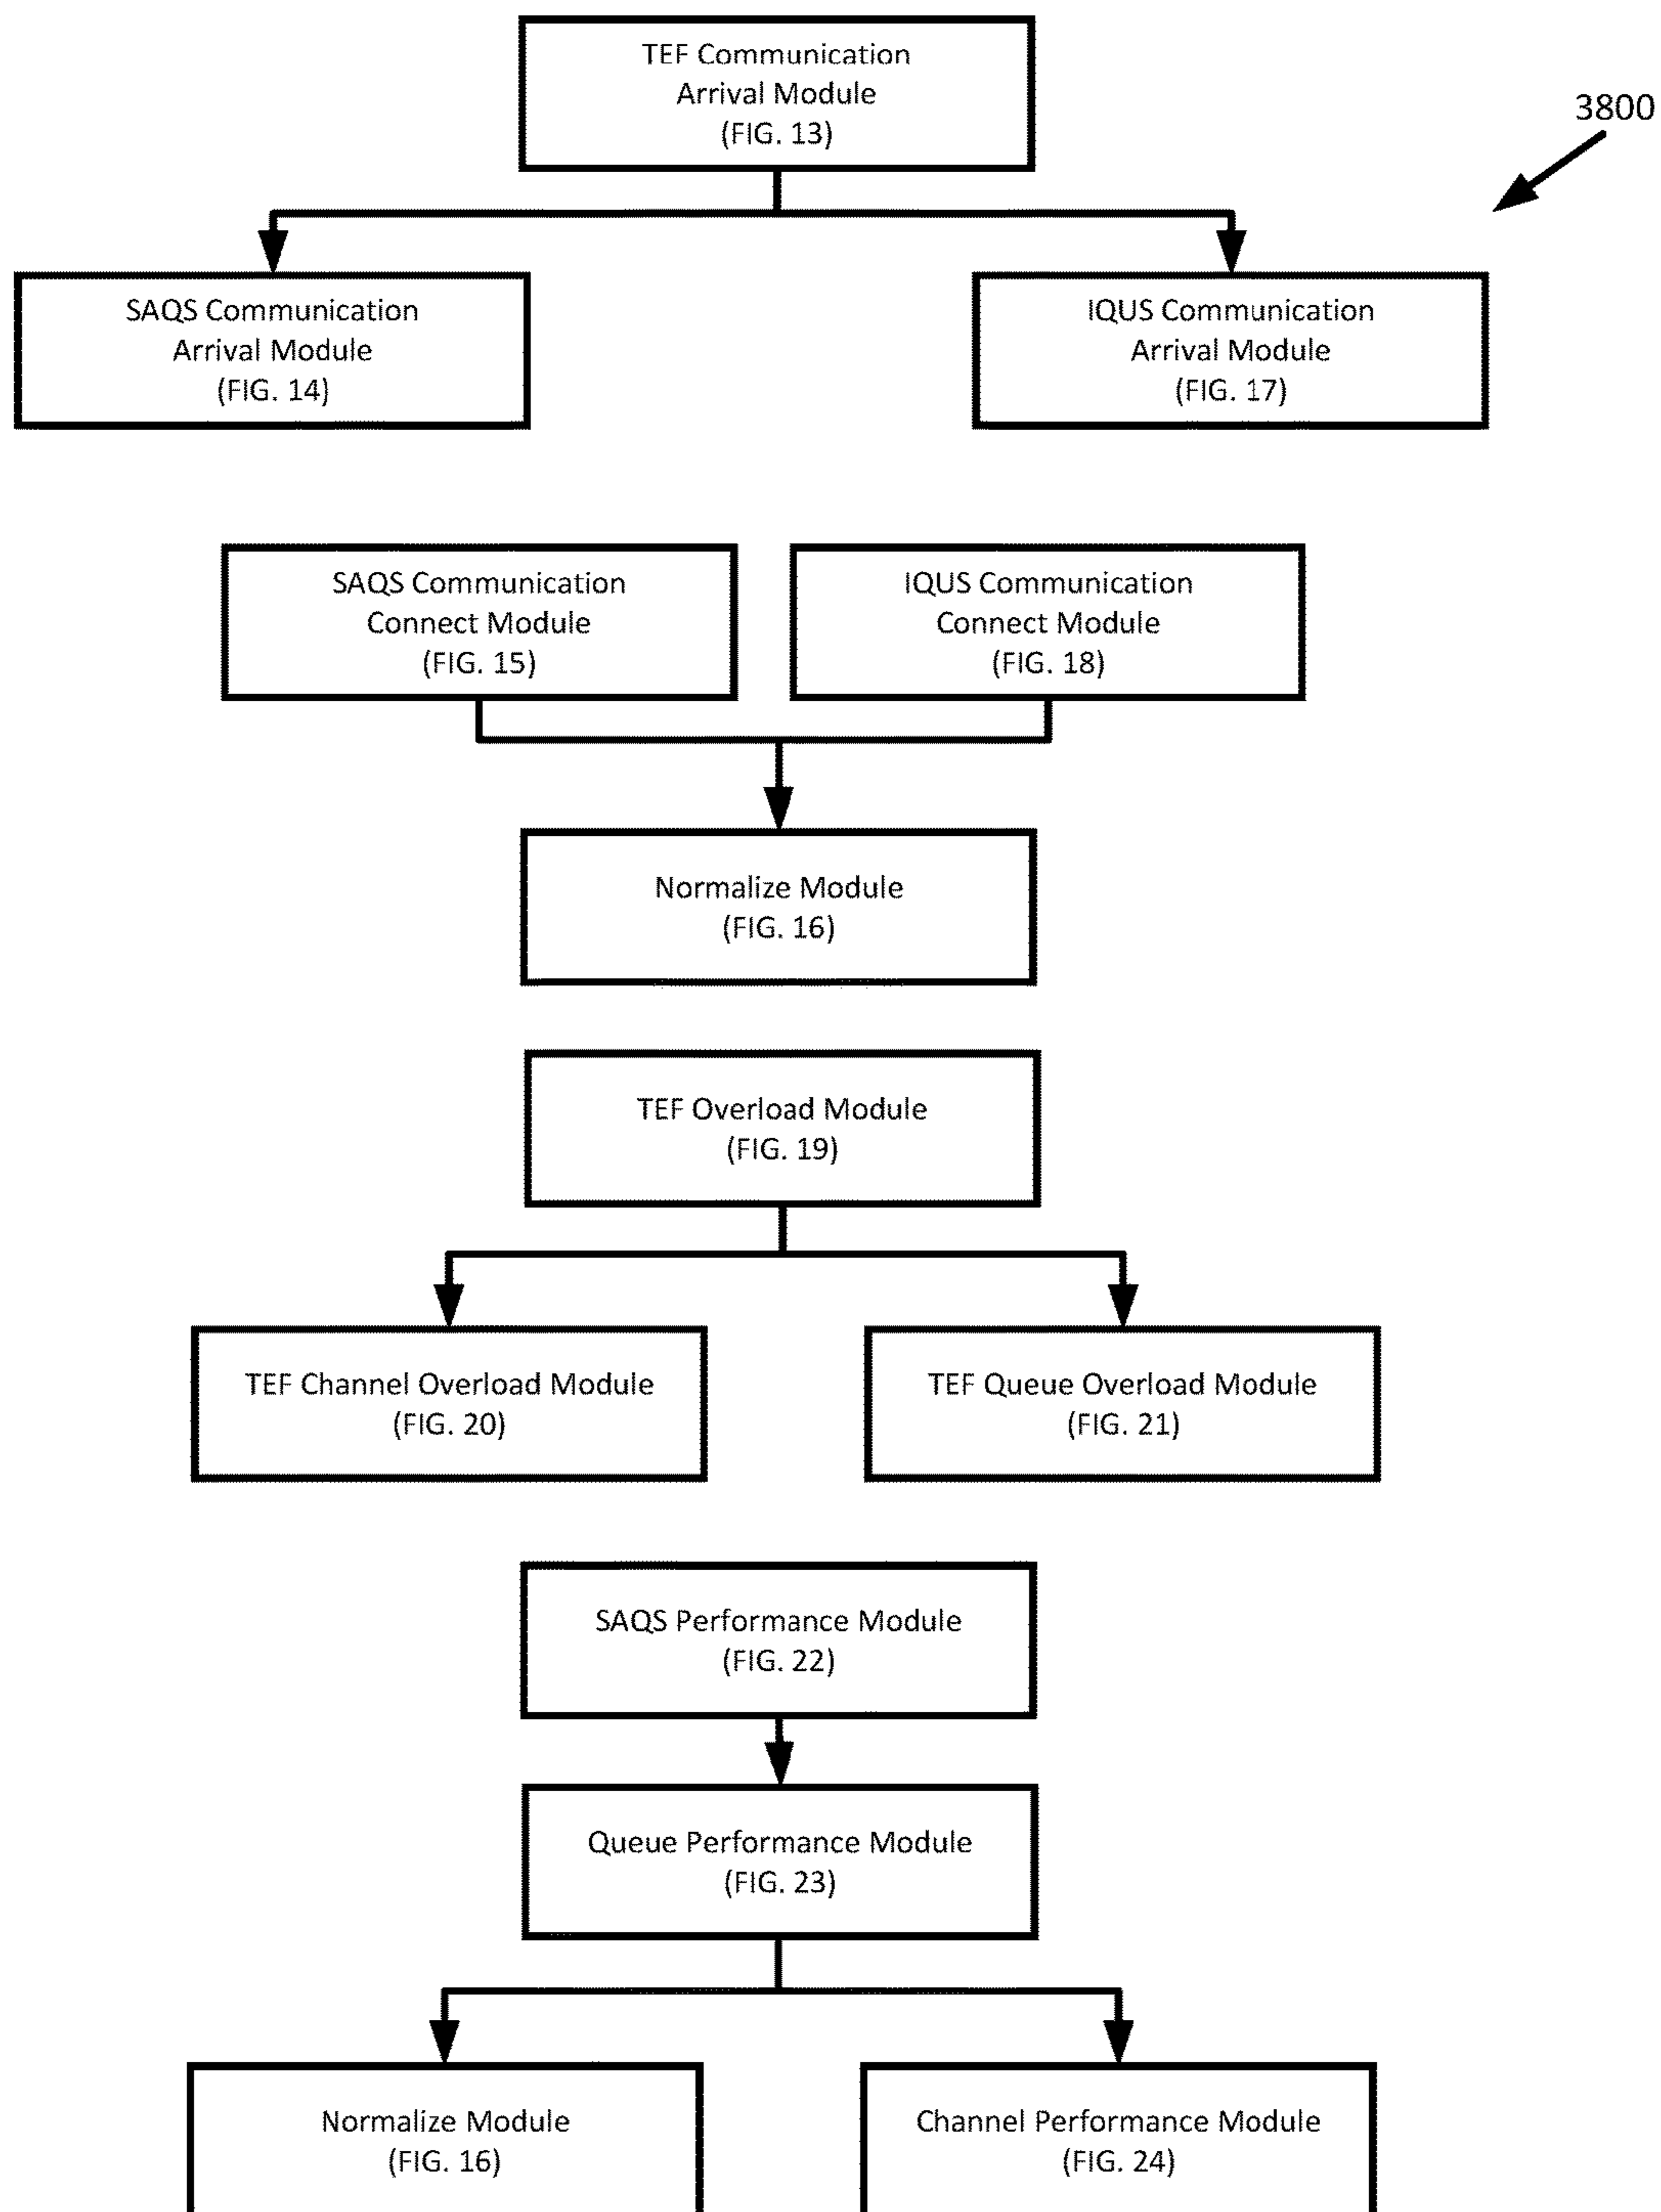 TEF Communication
Arrival Module
(FIG. 13)
3800
SAQS Communication
Arrival Module
(FIG. 14)
IQUS Communication
Arrival Module
(FIG. 17)
SAQS Communication
Connect Module
(FIG. 15)
IQUS Communication
Connect Module
(FIG. 18)
Normalize Module
(FIG. 16)
TEF Overload Module
(FIG. 19)
TEF Channel Overload Module
(FIG. 20)
TEF Queue Overload Module
(FIG. 21)
SAQS Performance Module
(FIG. 22)
Queue Performance Module
(FIG. 23)
Normalize Module
(FIG. 16)
Channel Performance Module
(FIG. 24)